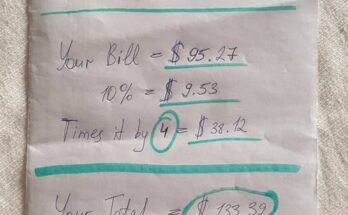 Your Bill = $ 95.27
10% = $ 9.53
Times it by 4 = $ 38.12
Your Total = $ 133.39